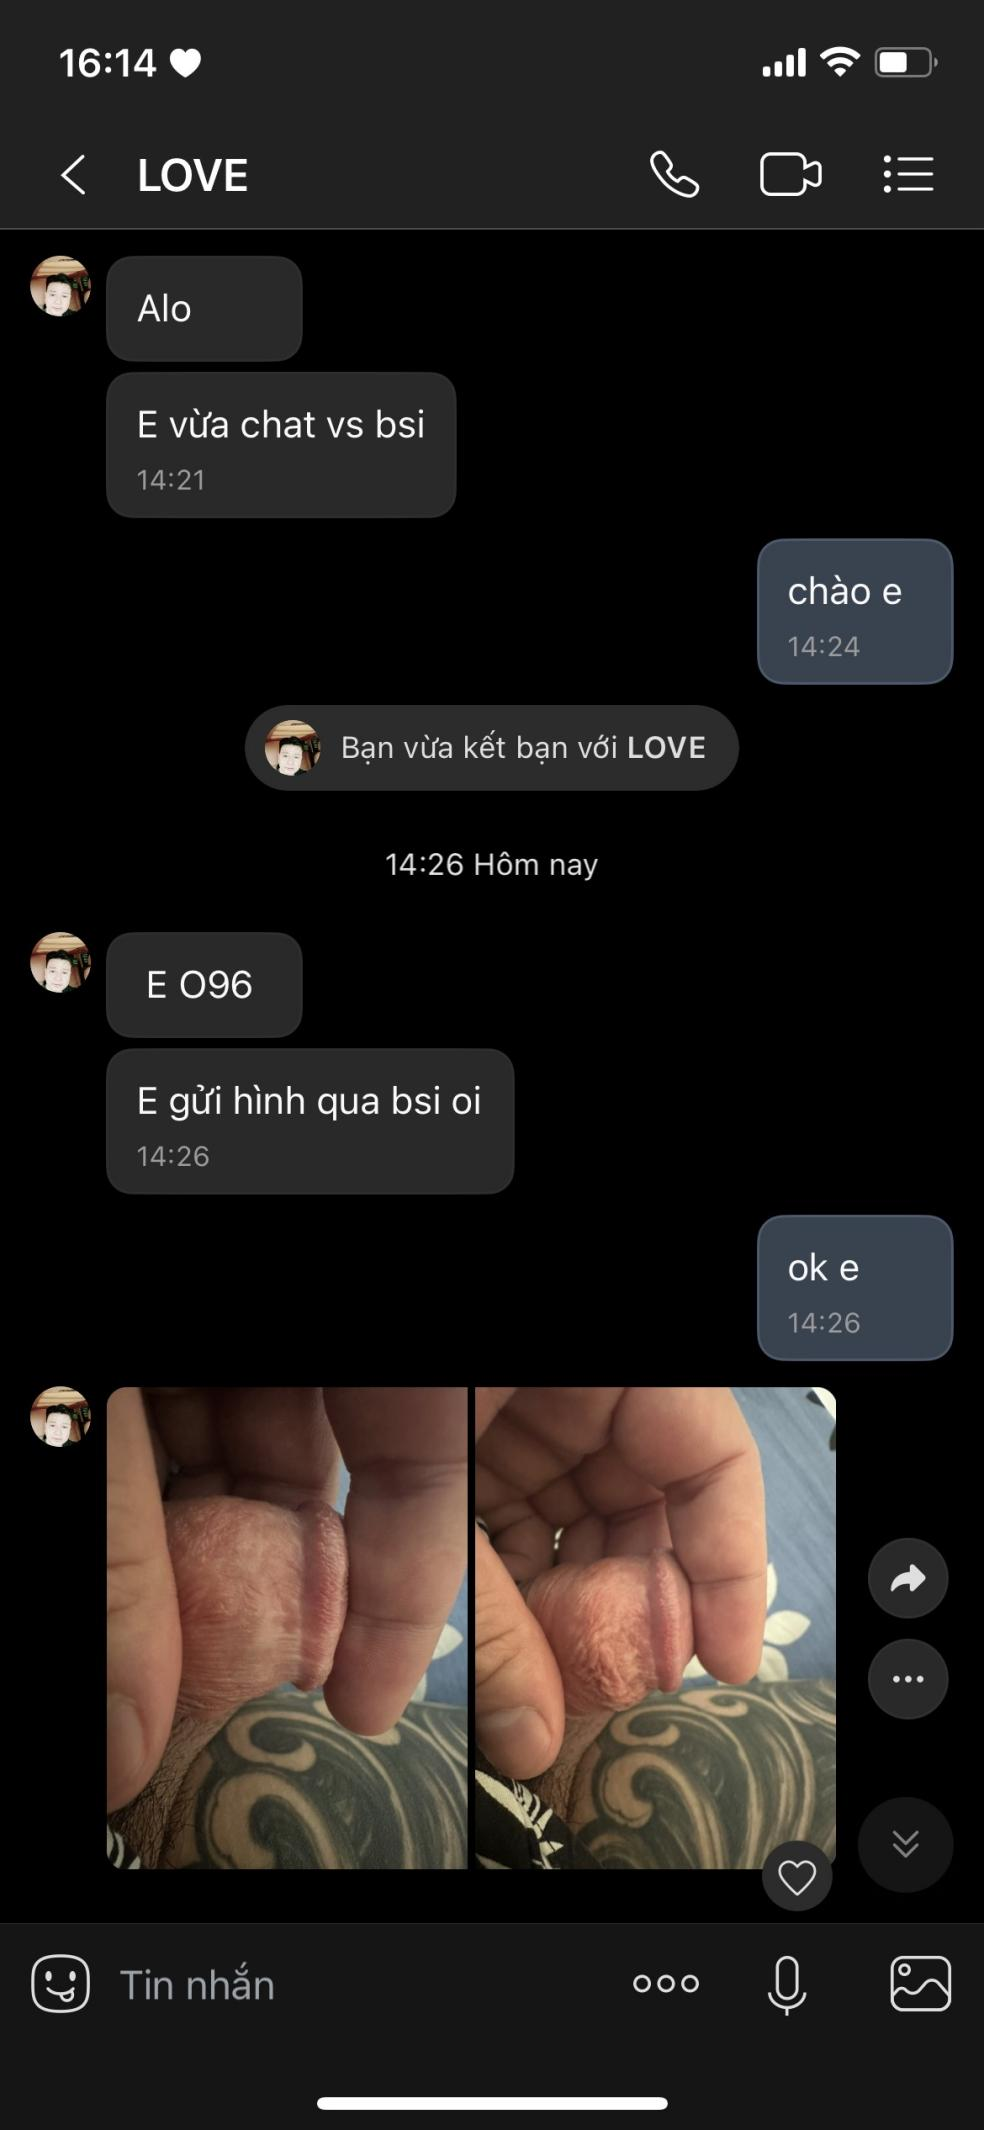 16:14
LOVE
Alo
E vừa chat vs bsi
14:21
chào e
14:24
Bạn vừa kết bạn với LOVE
14:26 Hôm nay
E O96
E gửi hình qua bsi oi
14:26
ok e
14:26
Tin nhắn